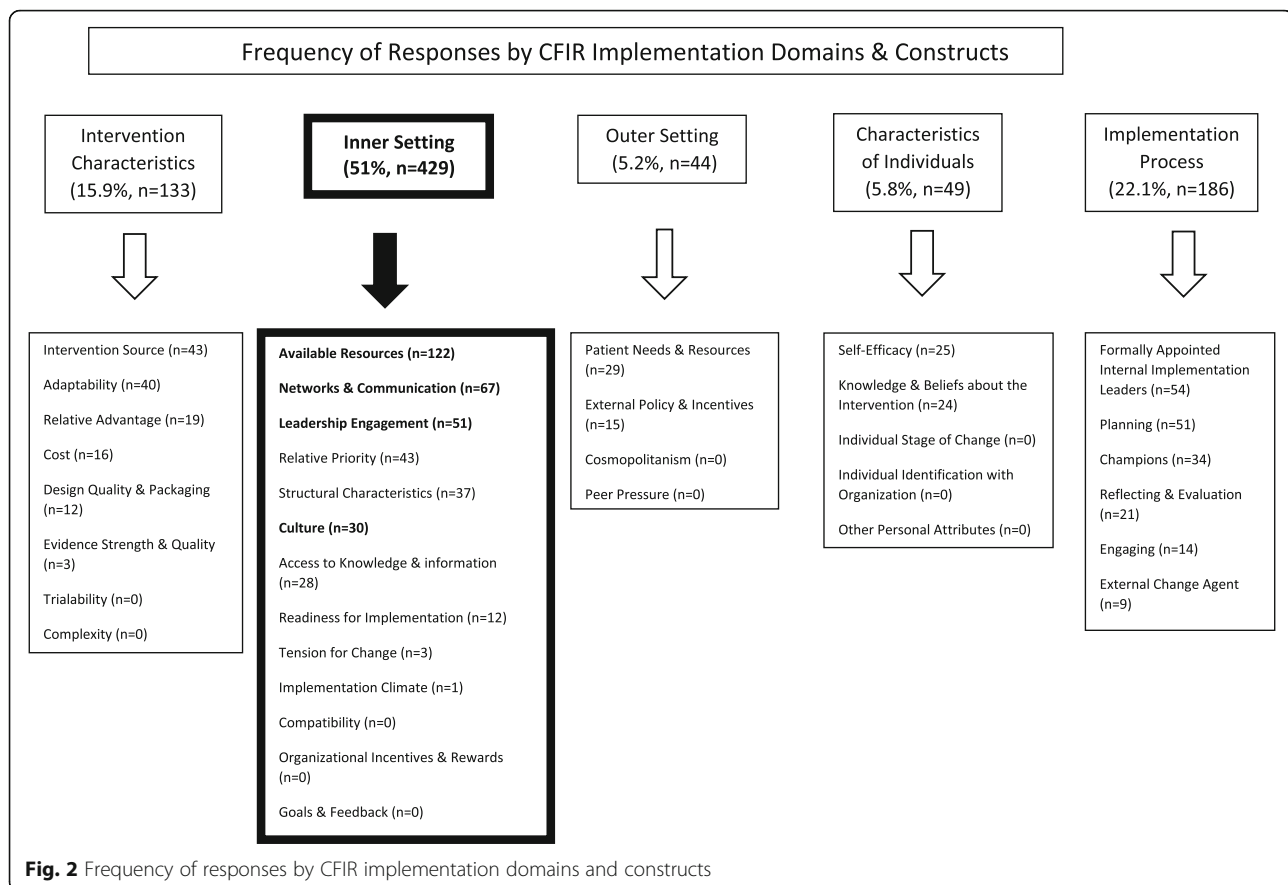 Frequency of Responses by CFIR Implementation Domains & Constructs
Intervention
Characteristics
(15.9%, n=133)
Inner Setting
(51%, n=429)
Outer Setting
(5.2%, n=44)
Characteristics
of Individuals
(5.8%, n=49)
Implementation
Process
(22.1%, n=186)
Intervention Source (n=43)
Adaptability (n=40)
Relative Advantage (n=19)
Cost (n=16)
Design Quality & Packaging
(n=12)
Evidence Strength & Quality
(n=3)
Trialability (n=0)
Complexity (n=0)
Available Resources (n=122)
Networks & Communication (n=67)
Leadership Engagement (n=51)
Relative Priority (n=43)
Structural Characteristics (n=37)
Culture (n=30)
Access to Knowledge & information
(n=28)
Readiness for Implementation (n=12)
Tension for Change (n=3)
Implementation Climate (n=1)
Compatibility (n=0)
Organizational Incentives & Rewards
(n=0)
Goals & Feedback (n=0)
Patient Needs & Resources
(n=29)
External Policy & Incentives
(n=15)
Cosmopolitanism (n=0)
Peer Pressure (n=0)
Self-Efficacy (n=25)
Knowledge & Beliefs about the
Intervention (n=24)
Individual Stage of Change (n=0)
Individual Identification with
Organization (n=0)
Other Personal Attributes (n=0)
Formally Appointed
Internal Implementation
Leaders (n=54)
Planning (n=51)
Champions (n=34)
Reflecting & Evaluation
(n=21)
Engaging (n=14)
External Change Agent
(n=9)
Fig. 2 Frequency of responses by CFIR implementation domains and constructs